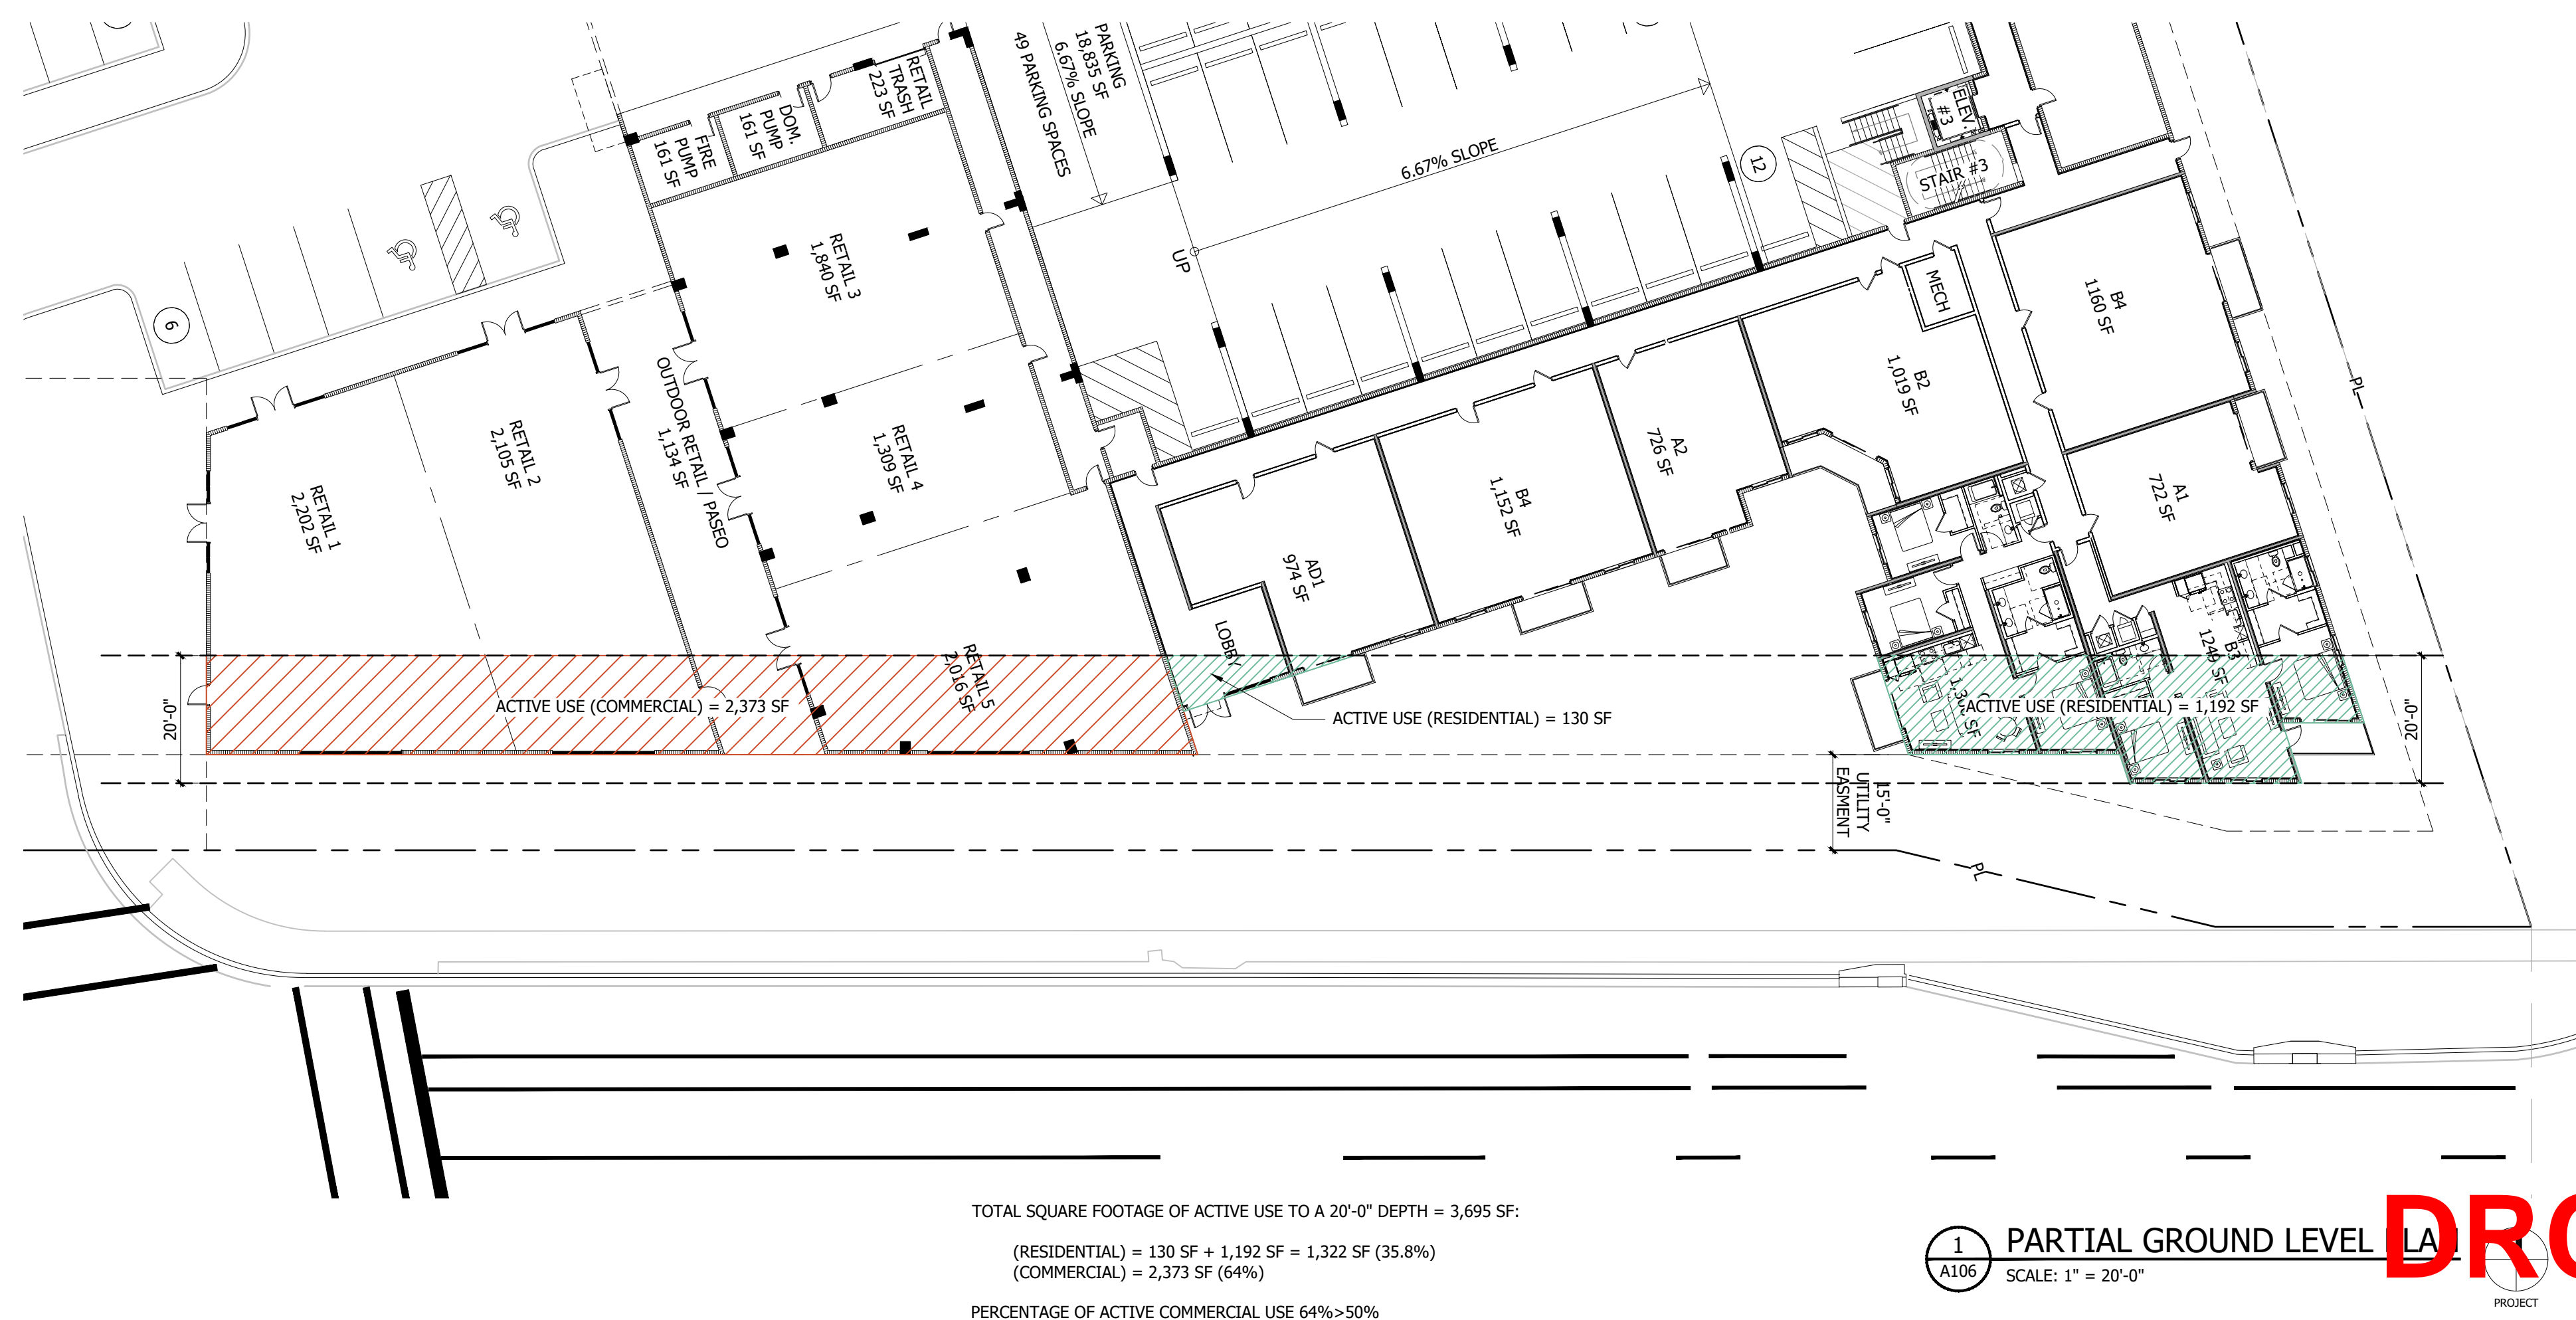 PARKING
18,835 SF
6.67% SLOPE
49 PARKING SPACES
RETAIL
TRASH
223 SF
DOM.
PUMP
161 SF
FIRE
PUMP
161 SF
ELEV.
#3
STAIR #3
12
6.67% SLOPE
UP
RETAIL 3
1,840 SF
MECH
B4
1160 SF
6
PL
B2
1,019 SF
OUTDOOR RETAIL / PASEO
1,134 SF
RETAIL 2
2,105 SF
RETAIL 4
1,309 SF
A2
726 SF
RETAIL 1
2,202 SF
B4
1,152 SF
A1
722 SF
AD1
974 SF
LOBBY
RETAIL 5
2,016 SF
B3
1249 SF
20'-0"
ACTIVE USE (COMMERCIAL) = 2,373 SF
ACTIVE USE (RESIDENTIAL) = 130 SF
ACTIVE USE (RESIDENTIAL) = 1,192 SF
20'-0"
15'-0"
UTILITY
EASMENT
PL
TOTAL SQUARE FOOTAGE OF ACTIVE USE TO A 20'-0" DEPTH = 3,695 SF:
(RESIDENTIAL) = 130 SF + 1,192 SF = 1,322 SF (35.8%)
(COMMERCIAL) = 2,373 SF (64%)
PERCENTAGE OF ACTIVE COMMERCIAL USE 64%>50%
1
A106
PARTIAL GROUND LEVEL PLAN
SCALE: 1" = 20'-0"
PROJECT